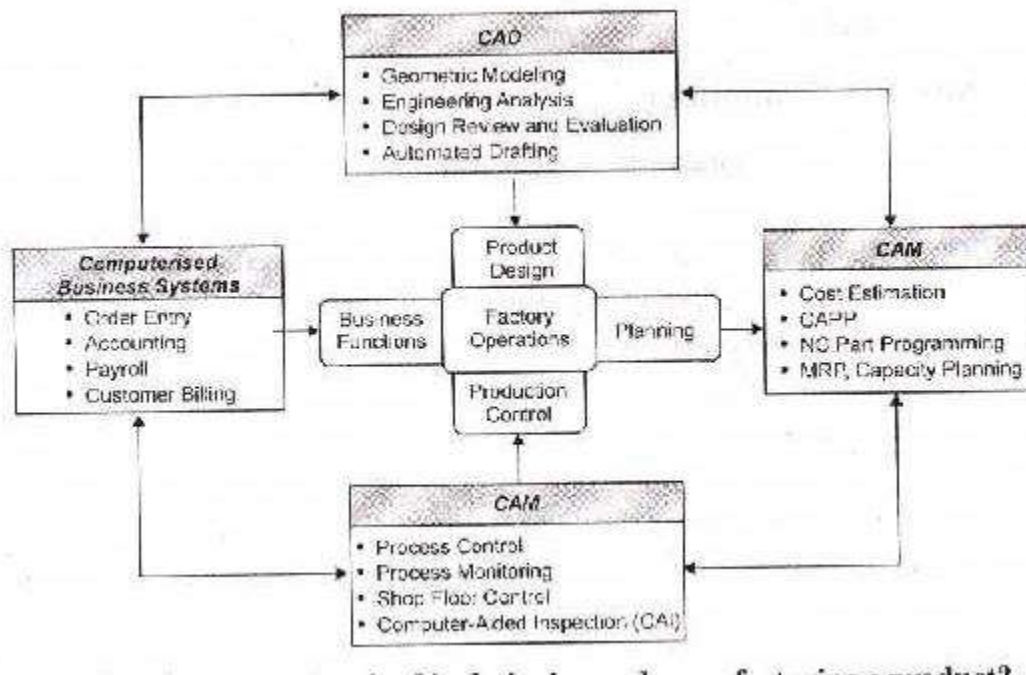 CAD
• Geometric Modeling
• Engineering Analysis
• Design Review and Evaluation
• Automated Drafting
Computerised
Business Systems
• Order Entry
• Accounting
• Payroll
• Customer Billing
Business
Functions
Product
Design
Factory
Operations
Planning
Production
Control
CAM
• Cost Estimation
• CAPP
• NC Part Programming
• MRP, Capacity Planning
CAM
• Process Control
• Process Monitoring
• Shop Floor Control
• Computer-Aided Inspection (CAI)
product?